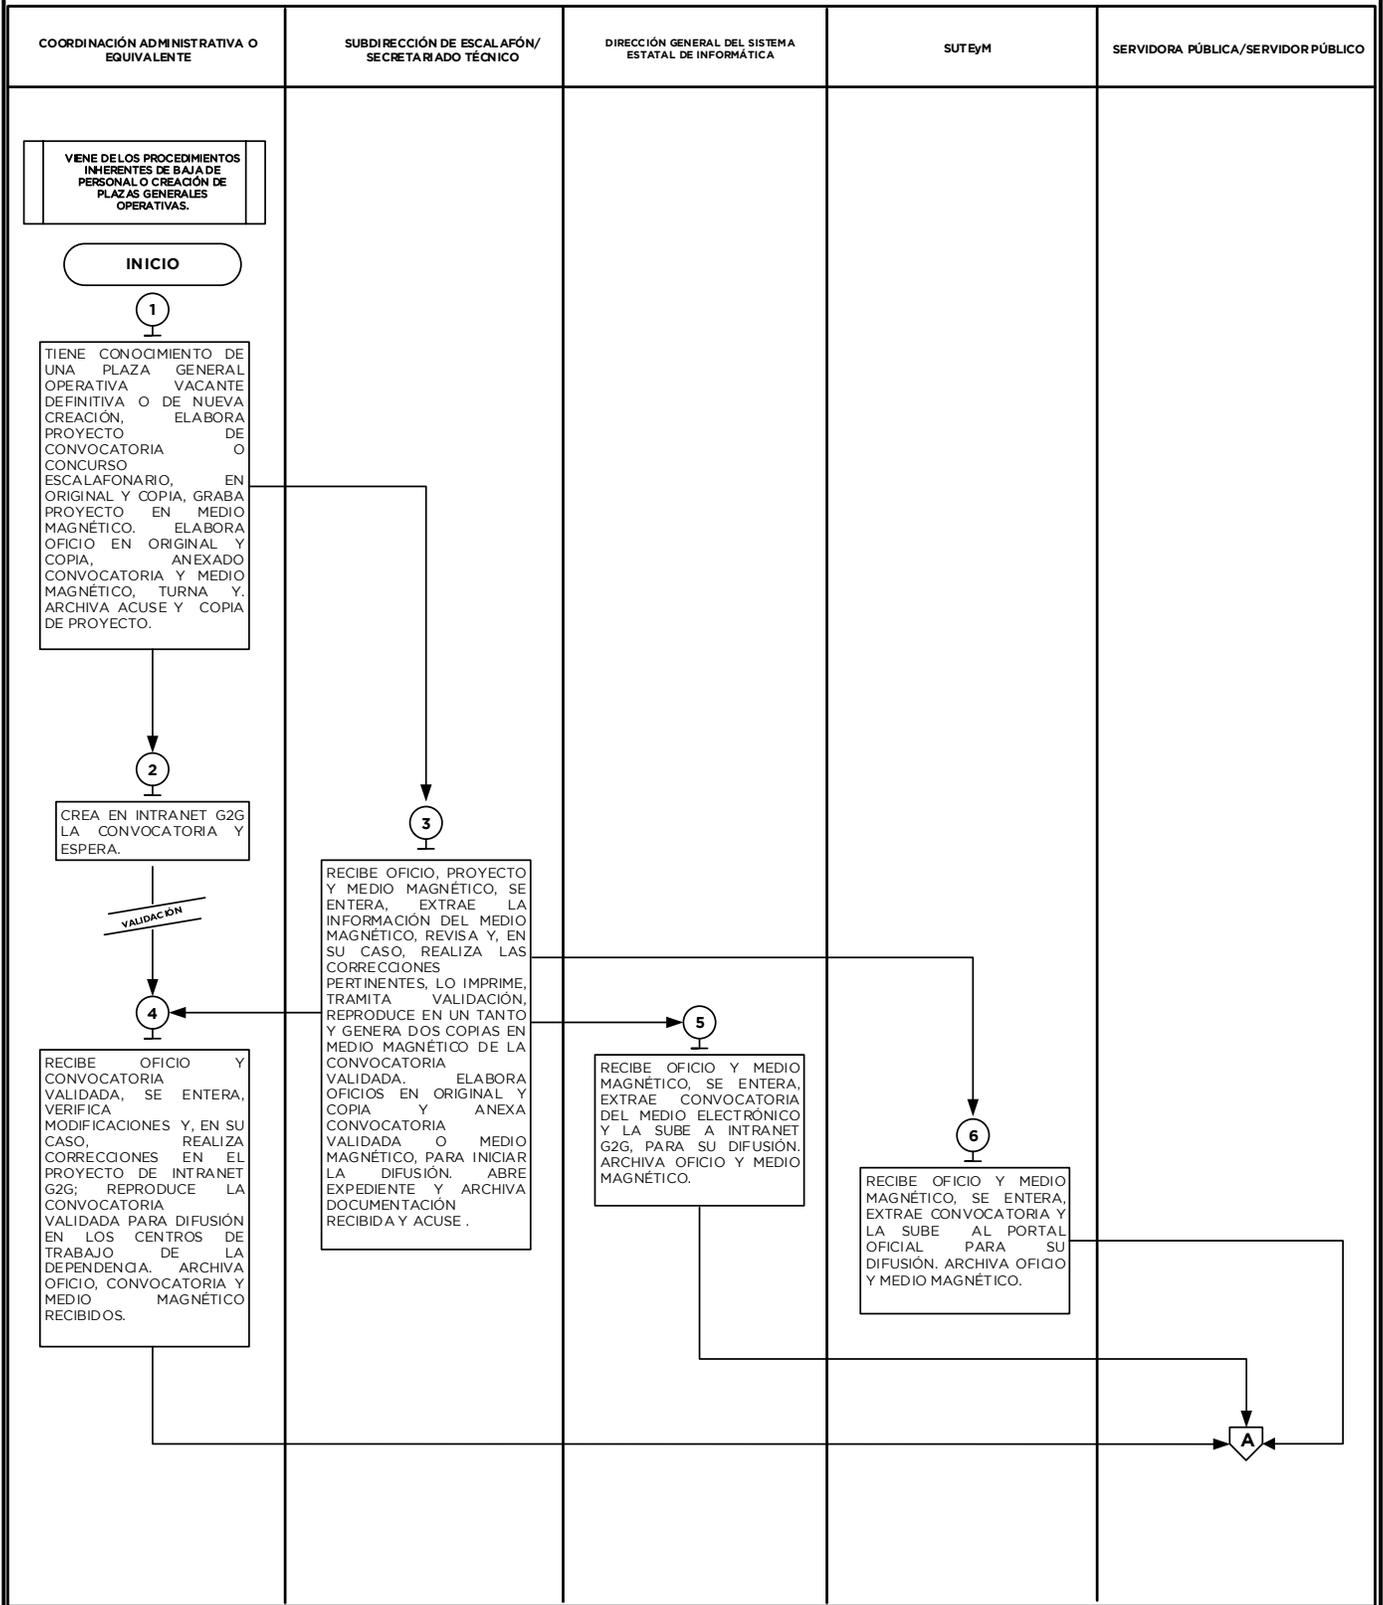 COORDINACIÓN ADMINISTRATIVA O
EQUIVALENTE
SUBDIRECCIÓN DE ESCALAFÓN/
SECRETARIADO TÉCNICO
DIRECCIÓN GENERAL DEL SISTEMA
ESTATAL DE INFORMÁTICA
SUTEyM
SERVIDORA PÚBLICA/SERVIDOR PÚBLICO
VIENE DE LOS PROCEDIMIENTOS
INHERENTES DE BAJA DE
PERSONAL O CREACIÓN DE
PLAZAS GENERALES
OPERATIVAS.
INICIO
1
TIENE CONOCIMIENTO DE
UNA PLAZA GENERAL
OPERATIVA VACANTE
DEFINITIVA O DE NUEVA
CREACIÓN, ELABORA
PROYECTO DE
CONVOCATORIA O
CONCURSO
ESCALAFONARIO, EN
ORIGINAL Y COPIA, GRABA
PROYECTO EN MEDIO
MAGNÉTICO. ELABORA
OFICIO EN ORIGINAL Y
COPIA, ANEXADO
CONVOCATORIA Y MEDIO
MAGNÉTICO, TURNA Y.
ARCHIVA ACUSE Y COPIA
DE PROYECTO.
2
CREA EN INTRANET G2G
LA CONVOCATORIA Y
ESPERA.
VALIDACIÓN
3
RECIBE OFICIO, PROYECTO
Y MEDIO MAGNÉTICO, SE
ENTERA, EXTRAE LA
INFORMACIÓN DEL MEDIO
MAGNÉTICO, REVISA Y, EN
SU CASO, REALIZA LAS
CORRECCIONES
PERTINENTES, LO IMPRIME,
TRAMITA VALIDACIÓN,
REPRODUCE EN UN TANTO
Y GENERA DOS COPIAS EN
MEDIO MAGNÉTICO DE LA
CONVOCATORIA
VALIDADA. ELABORA
OFICIOS EN ORIGINAL Y
COPIA Y ANEXA
CONVOCATORIA
VALIDADA O MEDIO
MAGNÉTICO, PARA INICIAR
LA DIFUSIÓN. ABRE
EXPEDIENTE Y ARCHIVA
DOCUMENTACIÓN
RECIBIDA Y ACUSE .
4
RECIBE OFICIO Y
CONVOCATORIA
VALIDADA, SE ENTERA,
VERIFICA
MODIFICACIONES Y, EN SU
CASO, REALIZA
CORRECCIONES EN EL
PROYECTO DE INTRANET
G2G; REPRODUCE LA
CONVOCATORIA
VALIDADA PARA DIFUSIÓN
EN LOS CENTROS DE
TRABAJO DE LA
DEPENDENCIA. ARCHIVA
OFICIO, CONVOCATORIA Y
MEDIO MAGNÉTICO
RECIBIDOS.
5
RECIBE OFICIO Y MEDIO
MAGNÉTICO, SE ENTERA,
EXTRAE CONVOCATORIA
DEL MEDIO ELECTRÓNICO
Y LA SUBE A INTRANET
G2G, PARA SU DIFUSIÓN.
ARCHIVA OFICIO Y MEDIO
MAGNÉTICO.
6
RECIBE OFICIO Y MEDIO
MAGNÉTICO, SE ENTERA,
EXTRAE CONVOCATORIA Y
LA SUBE AL PORTAL
OFICIAL PARA SU
DIFUSIÓN. ARCHIVA OFICIO
Y MEDIO MAGNÉTICO.
A